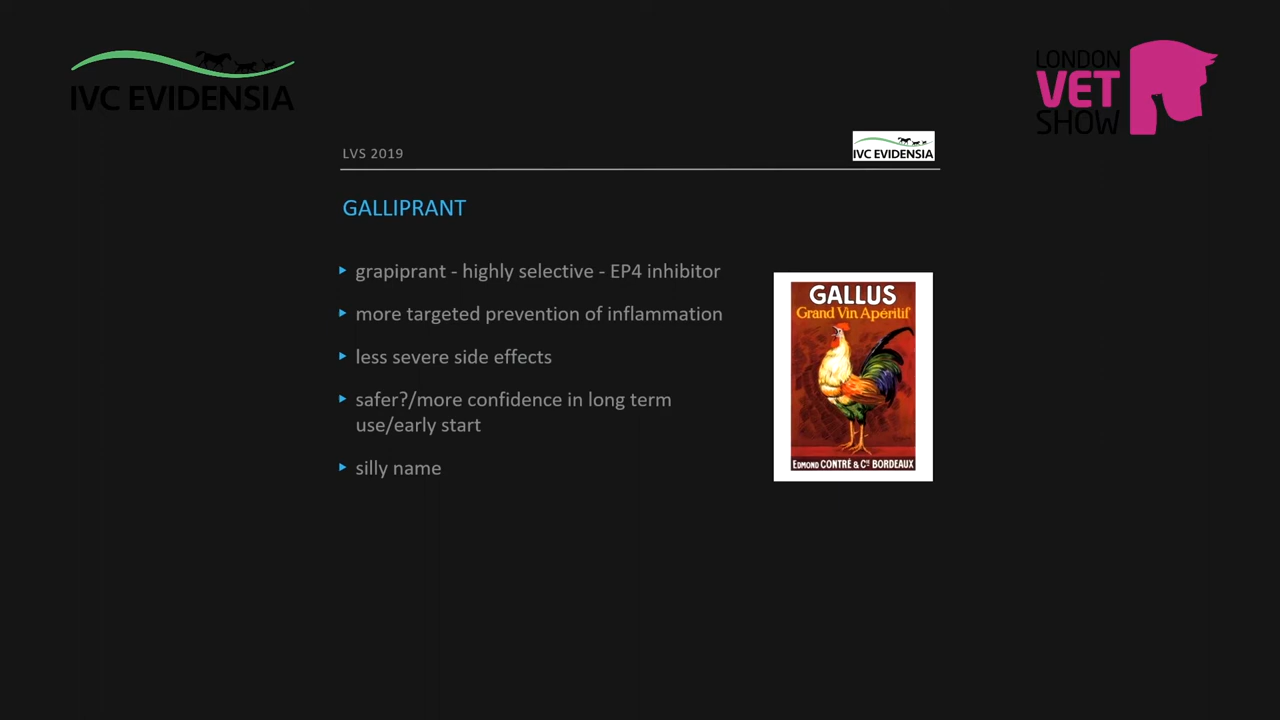 IVC EVIDENSIA
LONDON
VET
SHOW
LVS 2019
IVC EVIDENSIA
GALLIPRANT
grapiprant - highly selective - EP4 inhibitor
more targeted prevention of inflammation
less severe side effects
safer?/more confidence in long term
use/early start
silly name
GALLUS
Grand Vin Apéritif
EDMOND CONTRÉ & Cie BORDEAUX